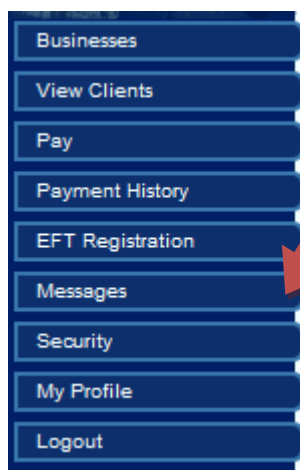 Businesses
View Clients
Pay
Payment History
EFT Registration
Messages
Security
My Profile
Logout